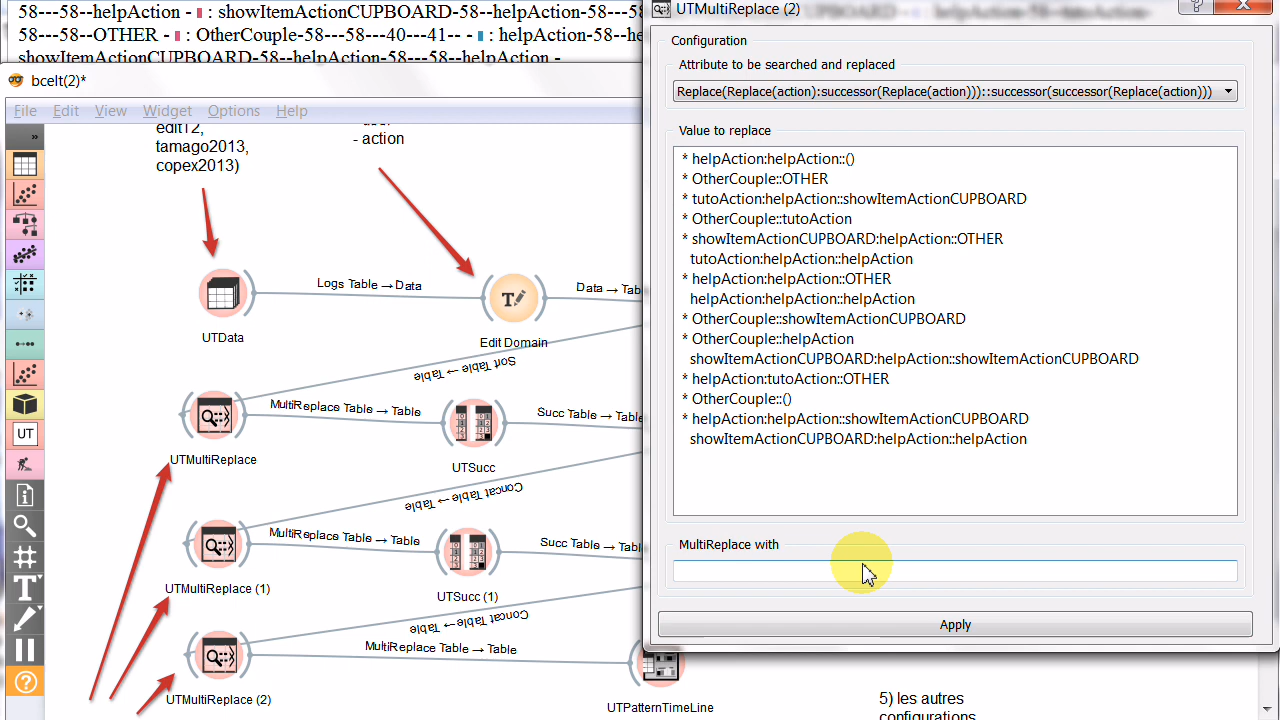 58---58--helpAction - : showItemActionCUPBOARD-58--helpAction-58---58--helpAction-
58---58--OTHER - : OtherCouple-58---58---40---41-- - : helpAction-58--he
showItemActionCUPBOARD-58--helpAction-58---58--helpAction -
bcelt(2)*
File Edit View Widget Options Help
»
edit12,
tamago2013,
copex2013)
- action
UTData
Logs Table → Data
Edit Domain
Data → Tab
Sort Table → Table
UTMultiReplace
MultiReplace Table → Table
UTSucc
Succ Table → Table
Concat Table → Table
UTMultiReplace (1)
MultiReplace Table → Table
UTSucc (1)
Succ Table → Tabl
Concat Table → Table
UTMultiReplace (2)
MultiReplace Table → Table
UTPatternTimeLine
5) les autres
configurations
UT
UTMultiReplace (2)
?
Configuration
Attribute to be searched and replaced
Replace(Replace(action):successor(Replace(action)))::successor(successor(Replace(action)))
Value to replace
* helpAction:helpAction::()
* OtherCouple::OTHER
* tutoAction:helpAction::showItemActionCUPBOARD
* OtherCouple::tutoAction
* showItemActionCUPBOARD:helpAction::OTHER
tutoAction:helpAction::helpAction
* helpAction:helpAction::OTHER
helpAction:helpAction::helpAction
* OtherCouple::showItemActionCUPBOARD
* OtherCouple::helpAction
showItemActionCUPBOARD:helpAction::showItemActionCUPBOARD
* helpAction:tutoAction::OTHER
* OtherCouple::()
* helpAction:helpAction::showItemActionCUPBOARD
showItemActionCUPBOARD:helpAction::helpAction
MultiReplace with
Apply